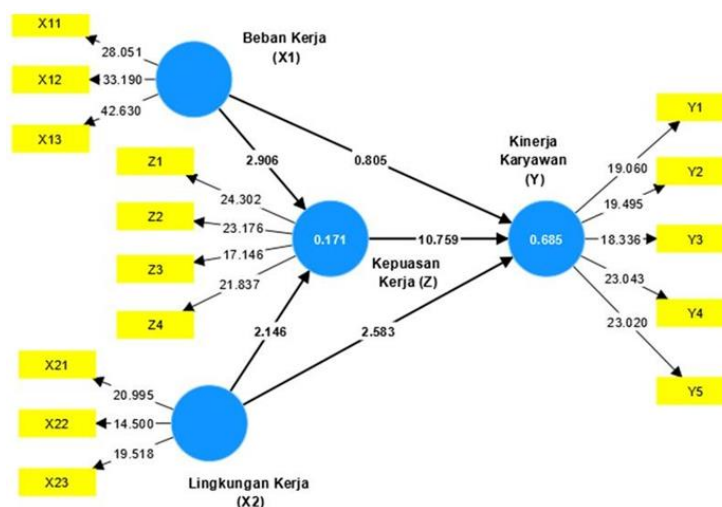 X11
X12
X13
28.051
33.190
42.630
Beban Kerja
(X1)
2.906
0.805
Z1
Z2
Z3
Z4
24.302
23.176
17.146
21.837
0.171
10.759
Kepuasan
Kerja (Z)
Kinerja
Karyawan
(Y)
0.685
19.060
19.495
18.336
23.043
23.020
Y1
Y2
Y3
Y4
Y5
2.146
2.583
X21
X22
X23
20.995
14.500
19.518
Lingkungan Kerja
(X2)